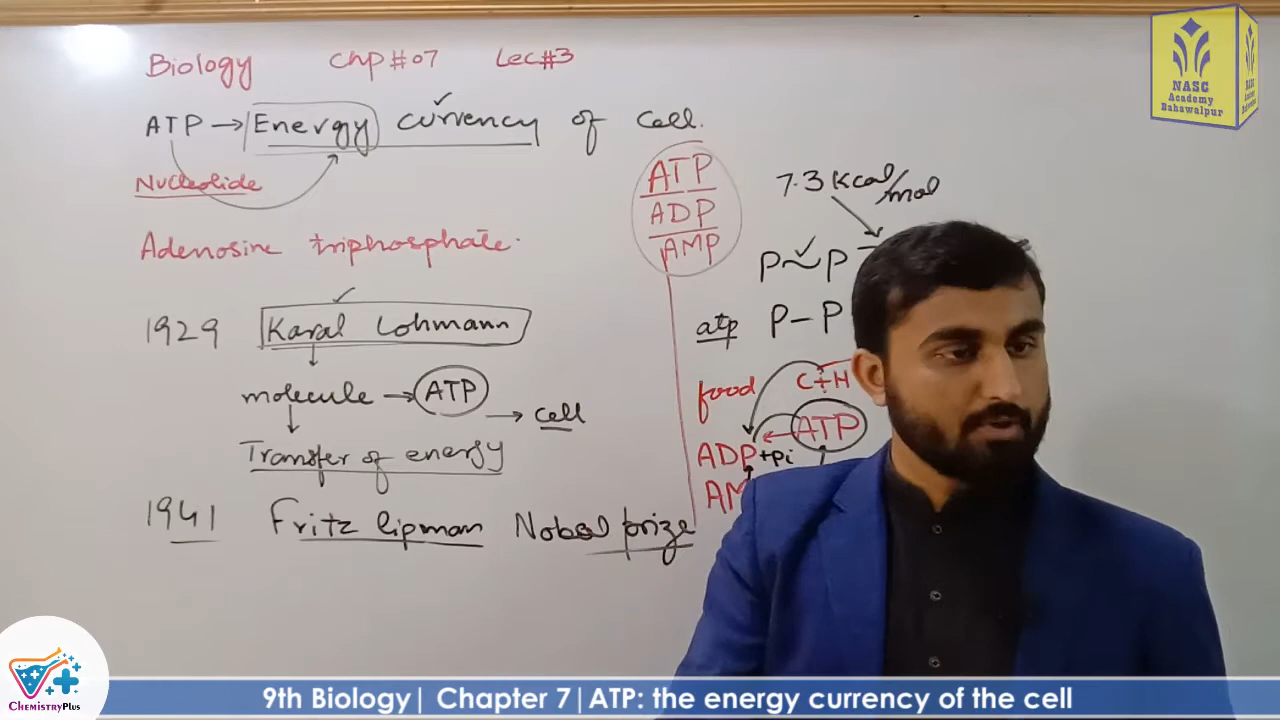 Biology Chp#07 Lec#3
ATP → Energy currency of cell.
Nucleotide
Adenosine triphosphate.
1929 Karal Lohmann
molecule → ATP → cell
Transfer of energy
1941 Fritz lipman Nobel prize
ATP
ADP
AMP
7.3 Kcal/mol
P~P
atp P-P
food C+H
ATP
ADP+Pi
NASC
Academy
Bahawalpur
ChemistryPlus
9th Biology| Chapter 7|ATP: the energy currency of the cell